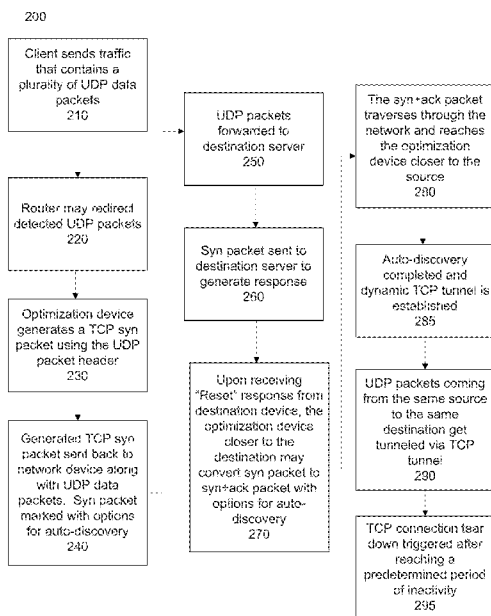 200
Client sends traffic
that contains a
plurality of UDP data
packets
210
Router may redirect
detected UDP packets
220
Optimization device
generates a TCP syn
packet using the UDP
packet header
230
Generated TCP syn
packet sent back to
network device along
with UDP data
packets. Syn packet
marked with options
for auto-discovery
240
UDP packets
forwarded to
destination server
250
Syn packet sent to
destination server to
generate response
260
Upon receiving
"Reset" response from
destination device, the
optimization device
closer to the
destination may
convert syn packet to
syn+ack packet with
options for auto-
discovery
270
The syn+ack packet
traverses through the
network and reaches
the optimization
device closer to the
source
280
Auto-discovery
completed and
dynamic TCP tunnel is
established
285
UDP packets coming
from the same source
to the same
destination get
tunneled via TCP
tunnel
290
TCP connection tear
down triggered after
reaching a
predetermined period
of inactivity
295